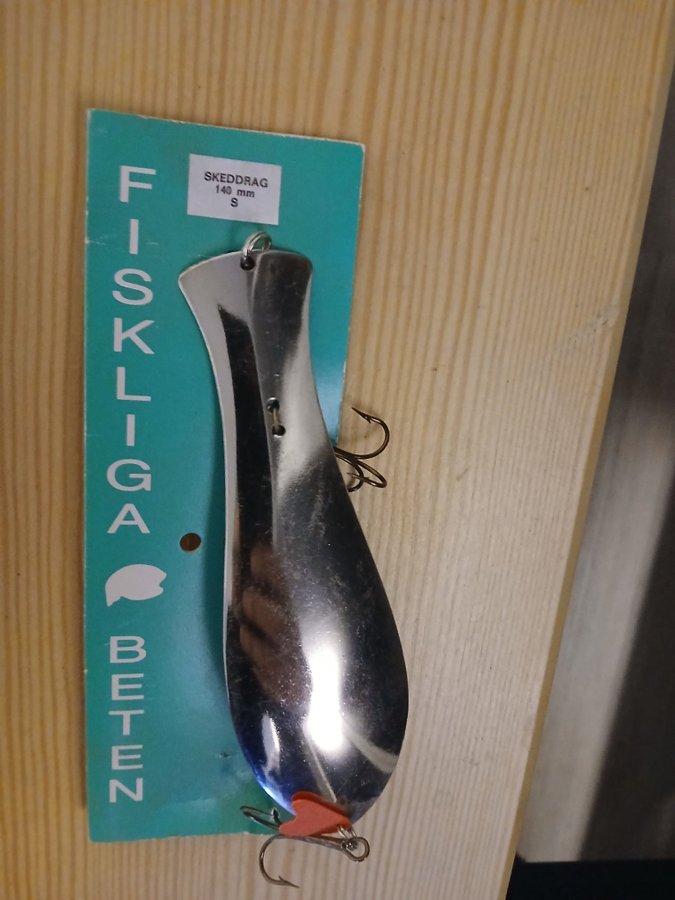 SKEDDRAG
140 mm
S
FISKLIGA BETEN